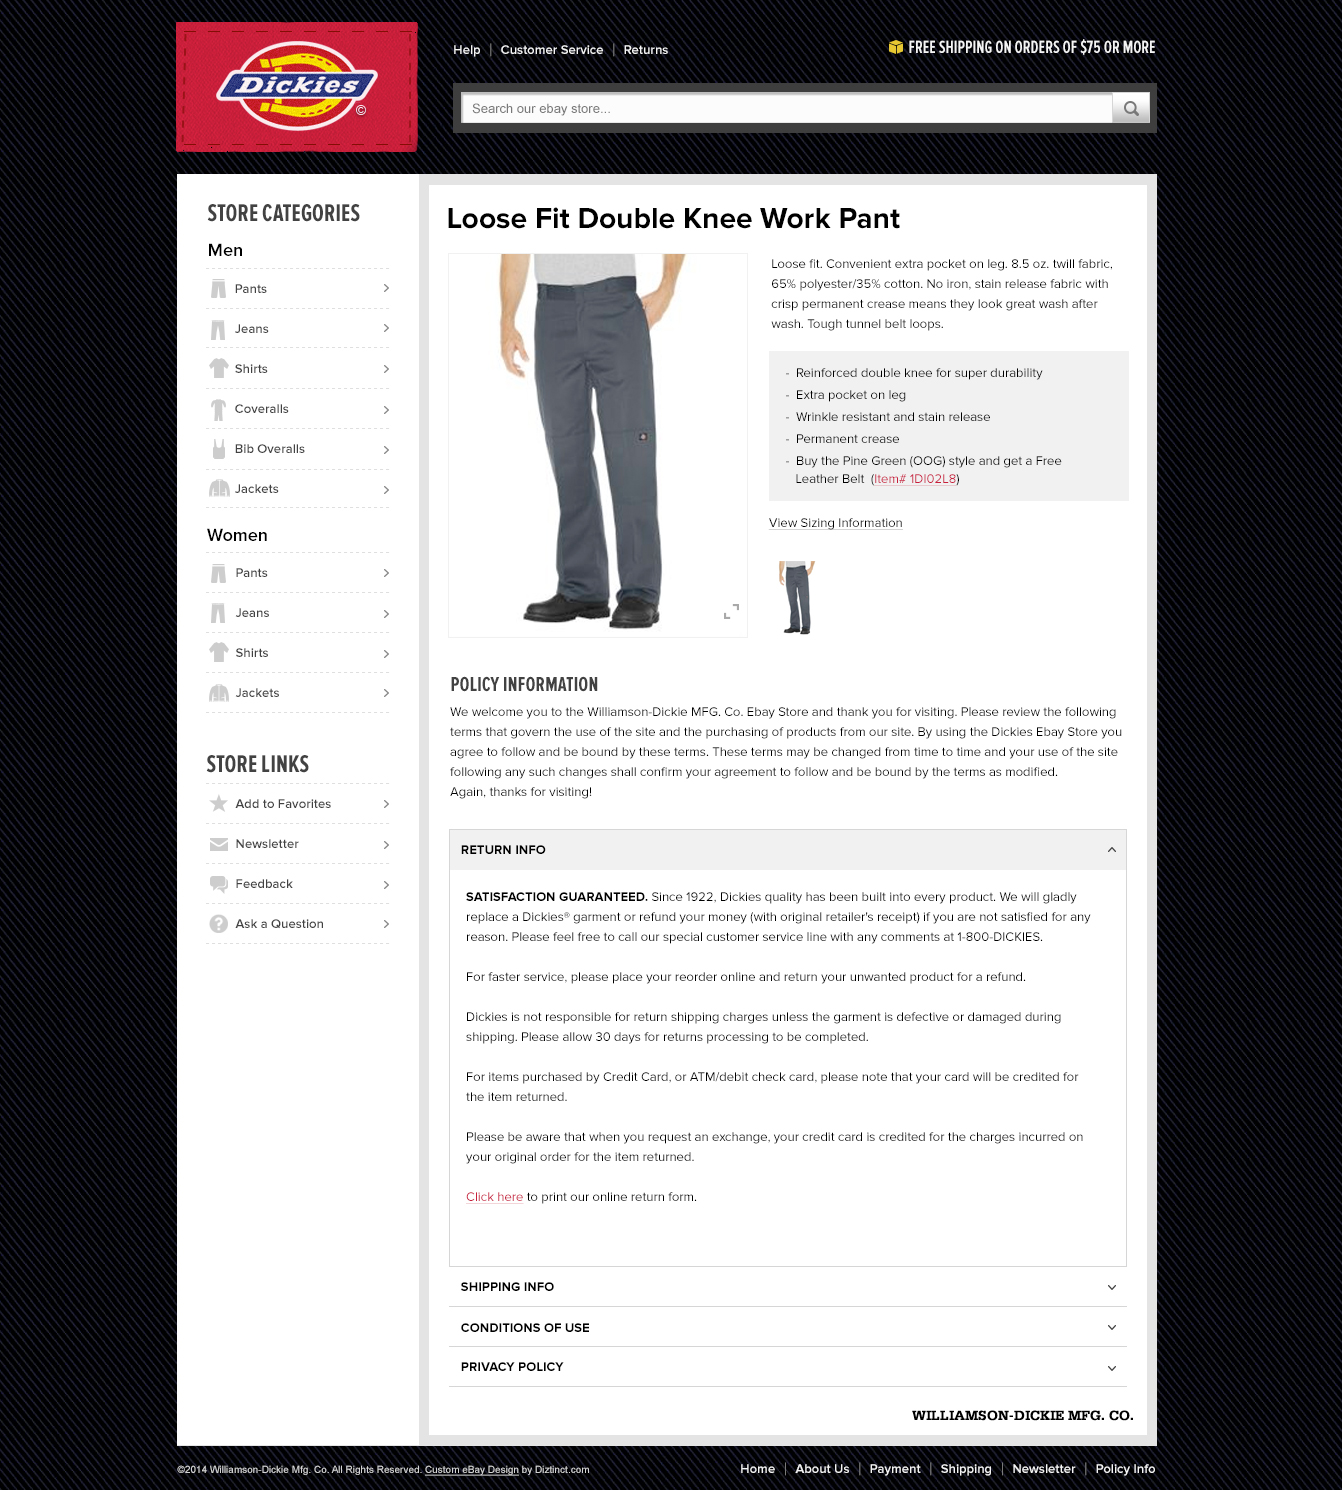 Dickies
©
Help | Customer Service | Returns
FREE SHIPPING ON ORDERS OF $75 OR MORE
Search our ebay store...
STORE CATEGORIES
Men
Pants
Jeans
Shirts
Coveralls
Bib Overalls
Jackets
Women
Pants
Jeans
Shirts
Jackets
STORE LINKS
Add to Favorites
Newsletter
Feedback
Ask a Question
Loose Fit Double Knee Work Pant
Loose fit. Convenient extra pocket on leg. 8.5 oz. twill fabric,
65% polyester/35% cotton. No iron, stain release fabric with
crisp permanent crease means they look great wash after
wash. Tough tunnel belt loops.
- Reinforced double knee for super durability
- Extra pocket on leg
- Wrinkle resistant and stain release
- Permanent crease
- Buy the Pine Green (OOG) style and get a Free
Leather Belt (Item# 1DI02L8)
View Sizing Information
POLICY INFORMATION
We welcome you to the Williamson-Dickie MFG. Co. Ebay Store and thank you for visiting. Please review the following
terms that govern the use of the site and the purchasing of products from our site. By using the Dickies Ebay Store you
agree to follow and be bound by these terms. These terms may be changed from time to time and your use of the site
following any such changes shall confirm your agreement to follow and be bound by the terms as modified.
Again, thanks for visiting!
RETURN INFO
SATISFACTION GUARANTEED. Since 1922, Dickies quality has been built into every product. We will gladly
replace a Dickies® garment or refund your money (with original retailer's receipt) if you are not satisfied for any
reason. Please feel free to call our special customer service line with any comments at 1-800-DICKIES.
For faster service, please place your reorder online and return your unwanted product for a refund.
Dickies is not responsible for return shipping charges unless the garment is defective or damaged during
shipping. Please allow 30 days for returns processing to be completed.
For items purchased by Credit Card, or ATM/debit check card, please note that your card will be credited for
the item returned.
Please be aware that when you request an exchange, your credit card is credited for the charges incurred on
your original order for the item returned.
Click here to print our online return form.
SHIPPING INFO
CONDITIONS OF USE
PRIVACY POLICY
WILLIAMSON-DICKIE MFG. CO.
©2014 Williamson-Dickie Mfg. Co. All Rights Reserved. Custom eBay Design by Diztinct.com
Home | About Us | Payment | Shipping | Newsletter | Policy Info